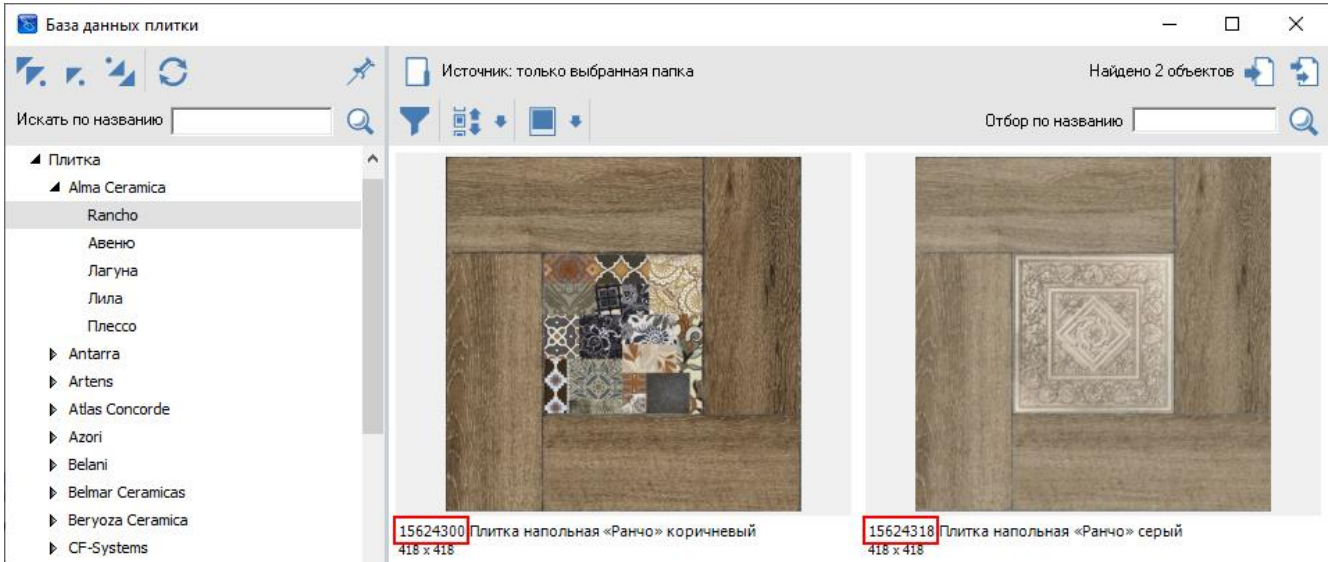 База данных плитки
Источник: только выбранная папка
Найдено 2 объектов
Искать по названию
Отбор по названию
Плитка
Alma Ceramica
Rancho
Авеню
Лагуна
Лила
Плессо
Antarra
Artens
Atlas Concorde
Azori
Belani
Belmar Ceramicas
Beryoza Ceramica
CF-Systems
15624300 Плитка напольная «Ранчо» коричневый
418 x 418
15624318 Плитка напольная «Ранчо» серый
418 x 418